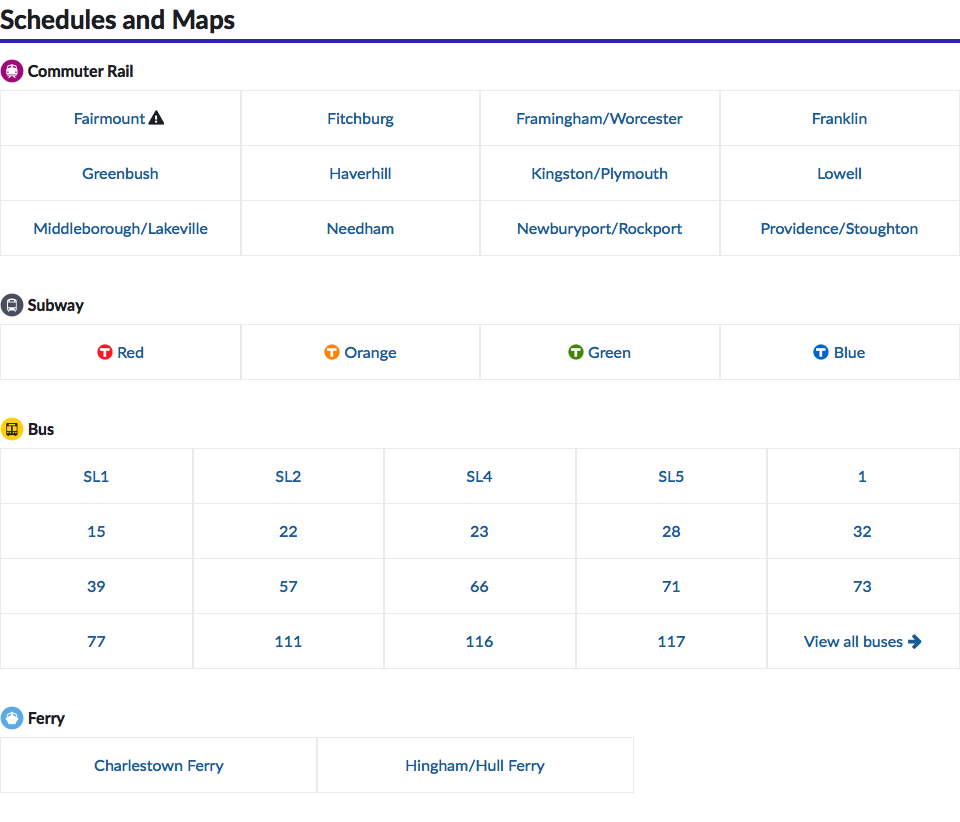 Schedules and Maps
Commuter Rail
Fairmount Fitchburg Framingham/Worcester Franklin
Greenbush Haverhill Kingston/Plymouth Lowell
Middleborough/Lakeville Needham Newburyport/Rockport Providence/Stoughton
Subway
T Red T Orange T Green T Blue
Bus
SL1 SL2 SL4 SL5 1
15 22 23 28 32
39 57 66 71 73
77 111 116 117 View all buses
Ferry
Charlestown Ferry Hingham/Hull Ferry